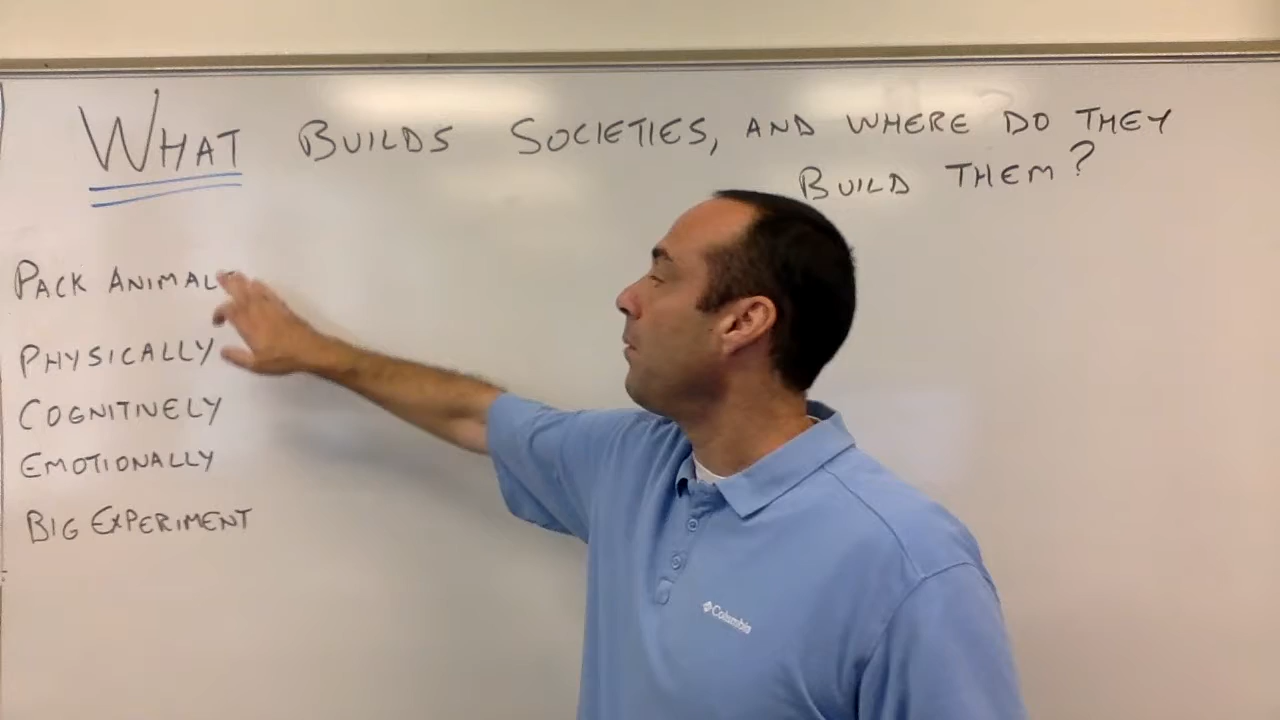 WHAT BUILDS SOCIETIES, AND WHERE DO THEY
BUILD THEM?
PACK ANIMAL
PHYSICALLY
COGNITIVELY
EMOTIONALLY
BIG EXPERIMENT
Columbia